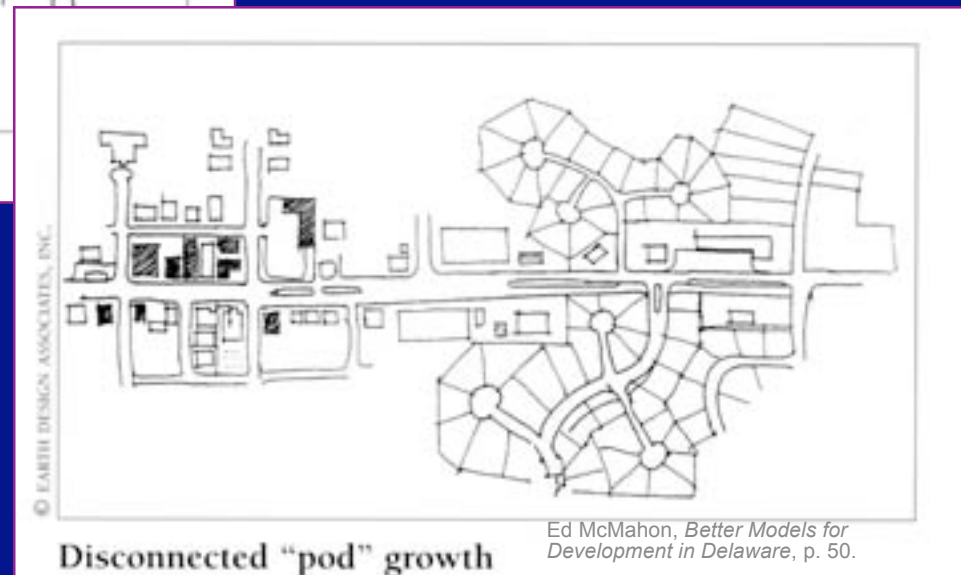 © EARTH DESIGN ASSOCIATES, INC.
Disconnected “pod” growth
Ed McMahon, Better Models for
Development in Delaware, p. 50.